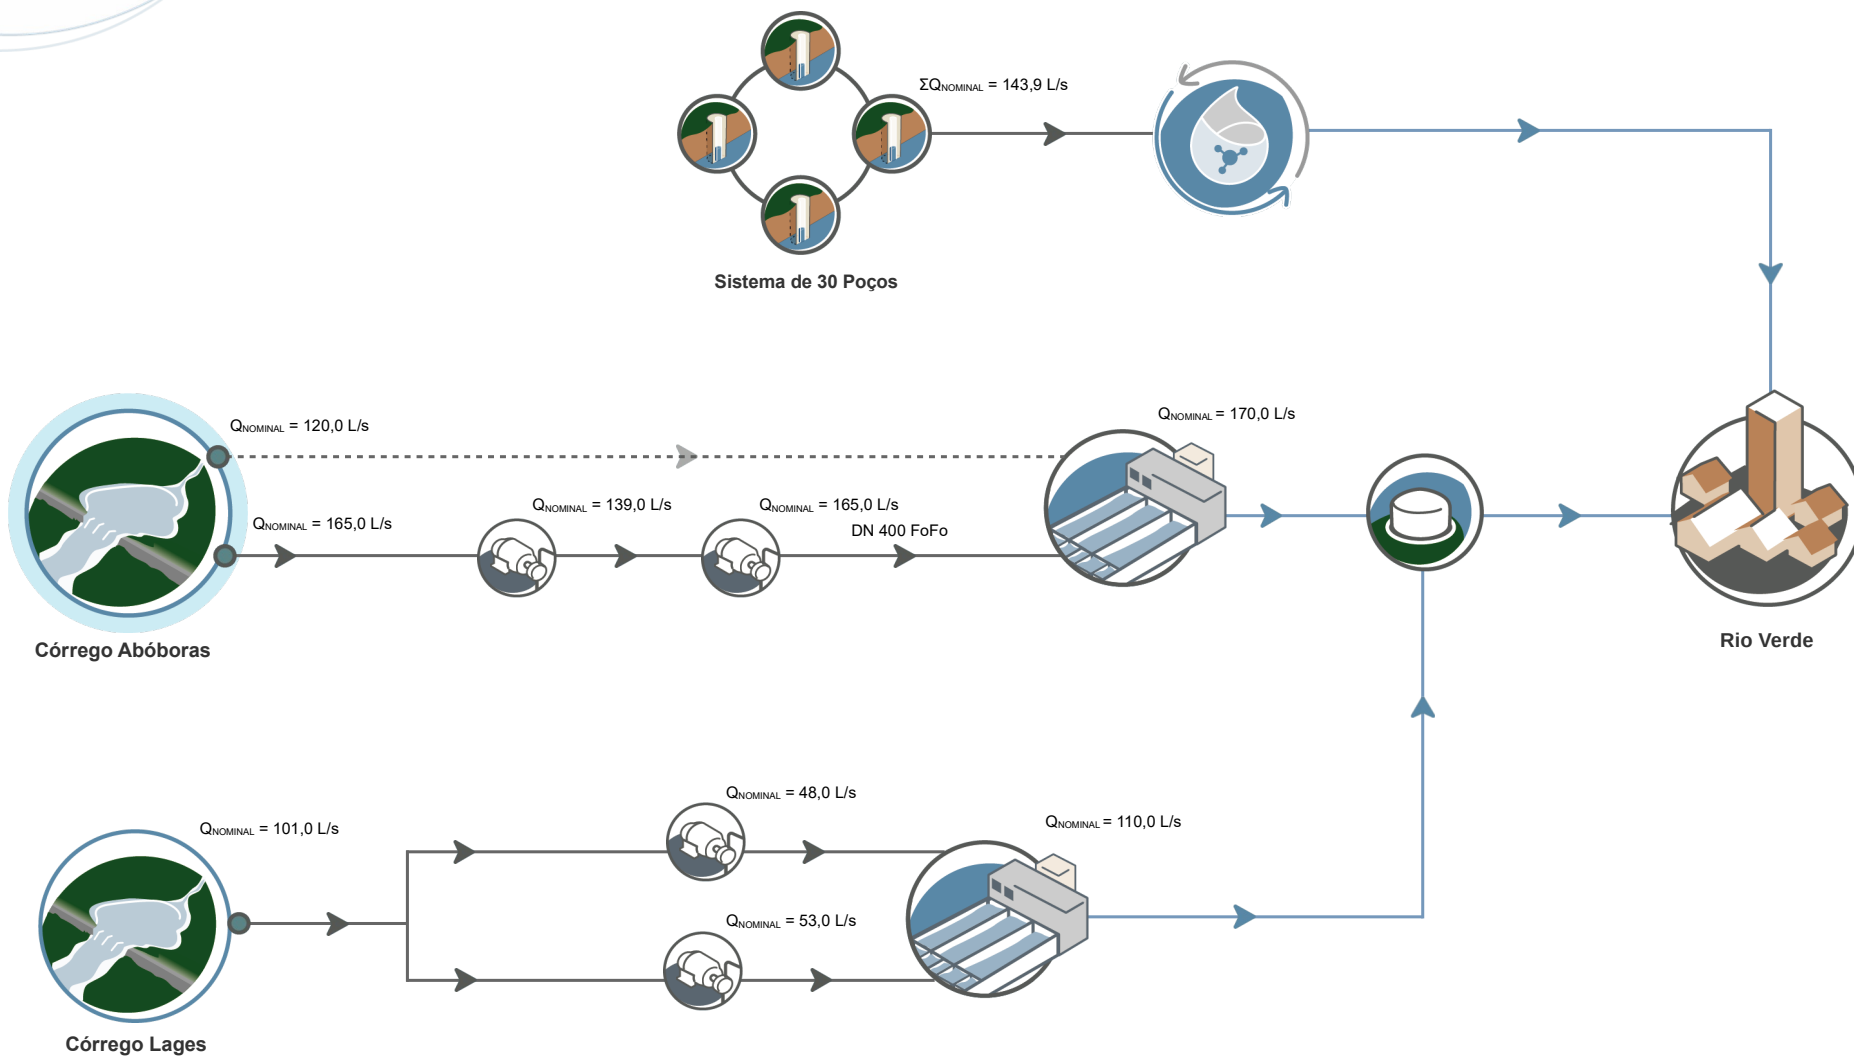 ΣQNOMINAL = 143,9 L/s
Sistema de 30 Poços
QNOMINAL = 120,0 L/s
QNOMINAL = 170,0 L/s
QNOMINAL = 165,0 L/s
QNOMINAL = 139,0 L/s
QNOMINAL = 165,0 L/s
DN 400 FoFo
Córrego Abóboras
Rio Verde
QNOMINAL = 101,0 L/s
QNOMINAL = 48,0 L/s
QNOMINAL = 110,0 L/s
QNOMINAL = 53,0 L/s
Córrego Lages